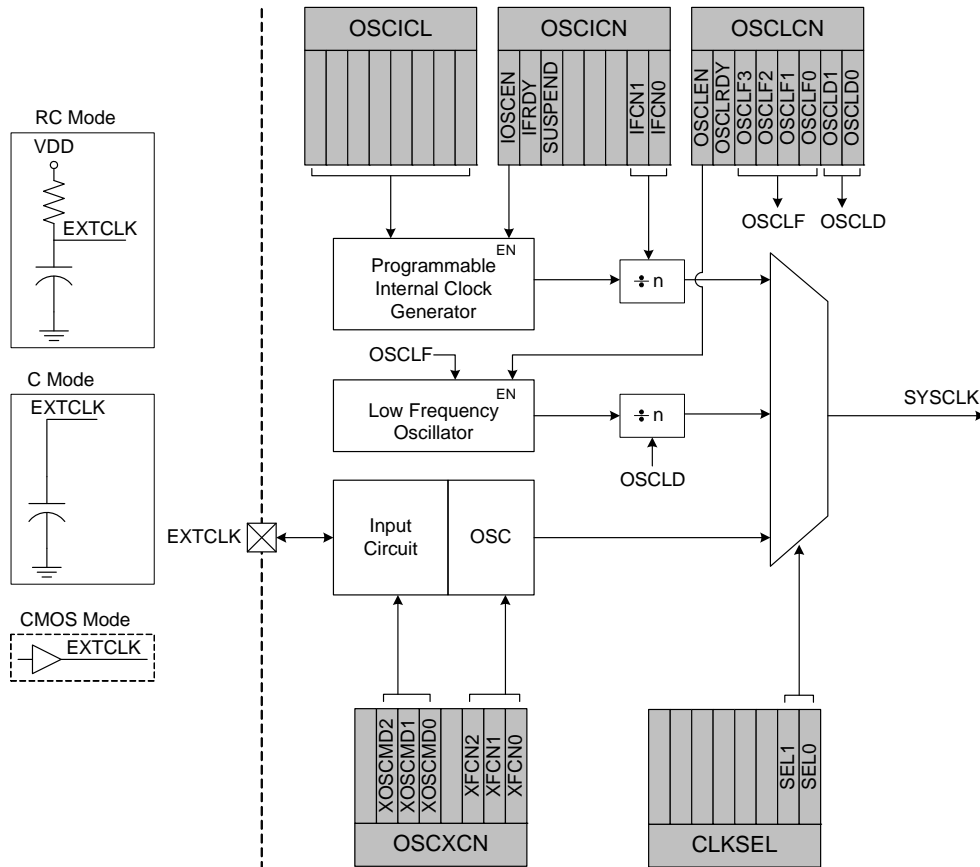 OSCICL
OSCICN
OSCLCN
IOSCEN
IFRDY
SUSPEND
IFCN1
IFCN0
OSCLEN
OSCLRDY
OSCLF3
OSCLF2
OSCLF1
OSCLF0
OSCLD1
OSCLD0
RC Mode
VDD
EXTCLK
OSCLF
OSCLD
EN
Programmable
Internal Clock
Generator
÷ n
OSCLF
C Mode
EXTCLK
EN
Low Frequency
Oscillator
÷ n
SYSCLK
OSCLD
EXTCLK
Input
Circuit
OSC
CMOS Mode
EXTCLK
XOSCMD2
XOSCMD1
XOSCMD0
XFCN2
XFCN1
XFCN0
SEL1
SEL0
OSCXCN
CLKSEL